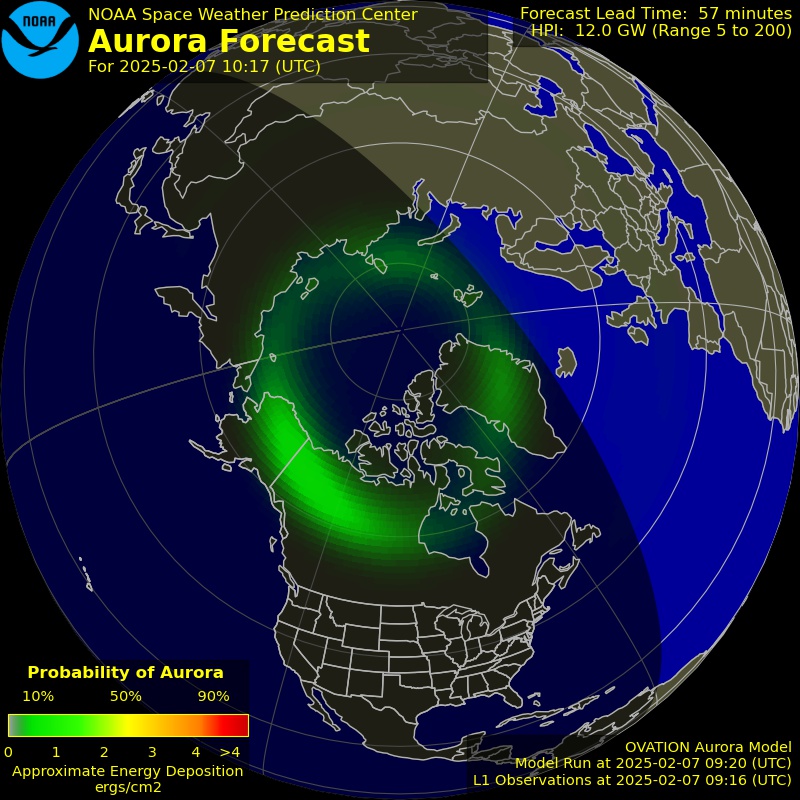 NOAA
NOAA Space Weather Prediction Center
Aurora Forecast
For 2025-02-07 10:17 (UTC)
Forecast Lead Time: 57 minutes
HPI: 12.0 GW (Range 5 to 200)
Probability of Aurora
10% 50% 90%
0 1 2 3 4 >4
Approximate Energy Deposition
ergs/cm2
OVATION Aurora Model
Model Run at 2025-02-07 09:20 (UTC)
L1 Observations at 2025-02-07 09:16 (UTC)